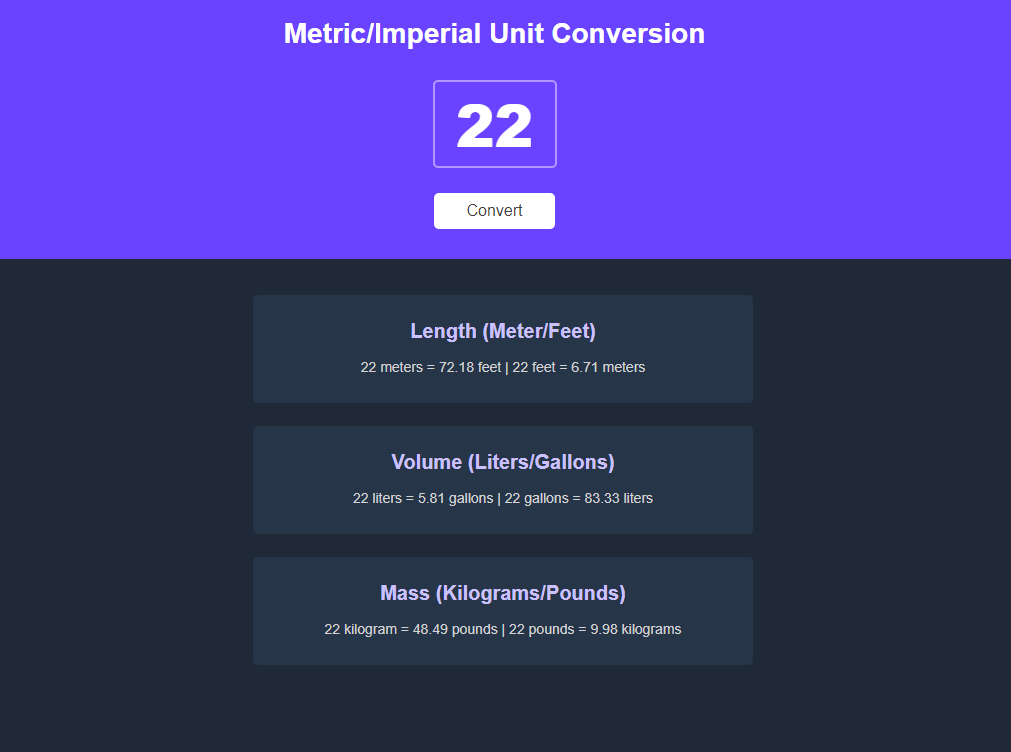 Metric/Imperial Unit Conversion
22
Convert
Length (Meter/Feet)
22 meters = 72.18 feet | 22 feet = 6.71 meters
Volume (Liters/Gallons)
22 liters = 5.81 gallons | 22 gallons = 83.33 liters
Mass (Kilograms/Pounds)
22 kilogram = 48.49 pounds | 22 pounds = 9.98 kilograms